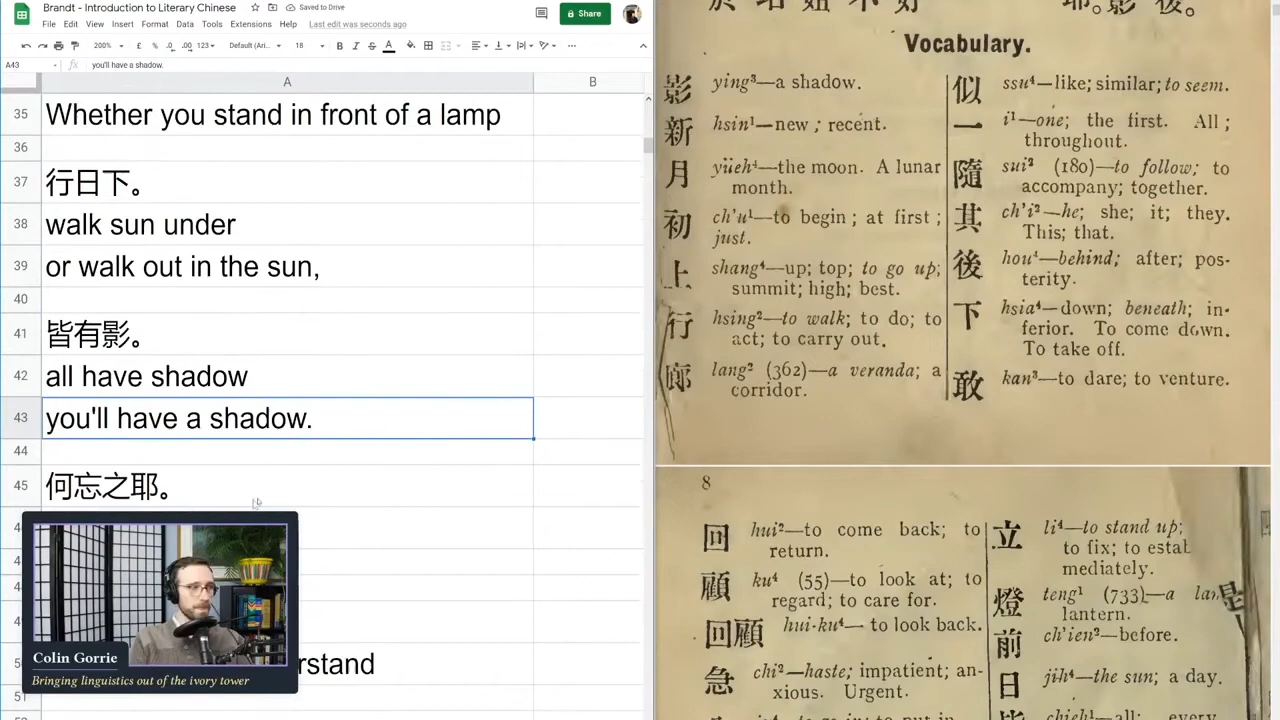 Brandt - Introduction to Literary Chinese
Saved to Drive
File Edit View Insert Format Data Tools Extensions Help Last edit was seconds ago
Share
200% £ % .0 .00 123 Default (Ari... 18 B I S A
A43 fx you'll have a shadow.
A B
35 Whether you stand in front of a lamp
36
37 行日下。
38 walk sun under
39 or walk out in the sun,
40
41 皆有影。
42 all have shadow
43 you'll have a shadow.
44
45 何忘之耶。
rstand
51
Colin Gorrie
Bringing linguistics out of the ivory tower
Vocabulary.
影 ying³—a shadow.
新 hsin¹—new; recent.
月 yüeh⁴—the moon. A lunar
month.
初 ch'u¹—to begin; at first;
just.
上 shang⁴—up; top; to go up;
summit; high; best.
行 hsing²—to walk; to do; to
act; to carry out.
廊 lang² (362)—a veranda; a
corridor.
似 ssu⁴—like; similar; to seem.
一 i¹—one; the first. All;
throughout.
隨 sui² (180)—to follow; to
accompany; together.
其 ch'i²—he; she; it; they.
This; that.
後 hou⁴—behind; after; pos-
terity.
下 hsia⁴—down; beneath; in-
ferior. To come down.
To take off.
敢 kan³—to dare; to venture.
8
回 hui²—to come back; to
return.
顧 ku⁴ (55)—to look at; to
regard; to care for.
回顧 hui-ku⁴—to look back.
急 chi²—haste; impatient; an-
xious. Urgent.
立 li⁴—to stand up;
to fix; to estab
mediately.
燈 teng¹ (733)—a lan
lantern.
前 ch'ien²—before.
日 jih⁴—the sun; a day.